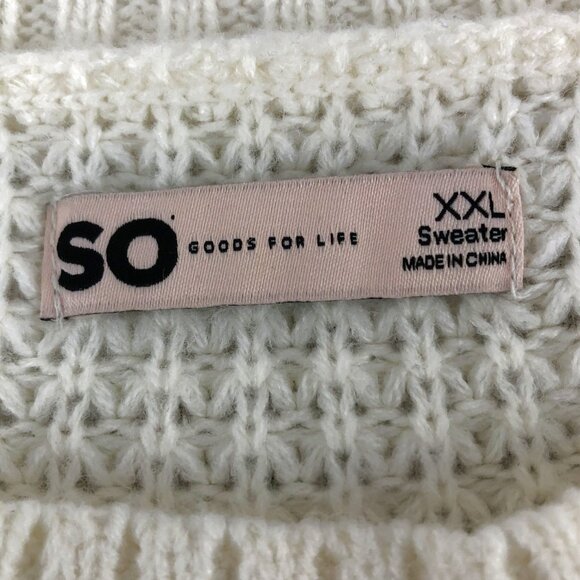 SO GOODS FOR LIFE
XXL
Sweater
MADE IN CHINA